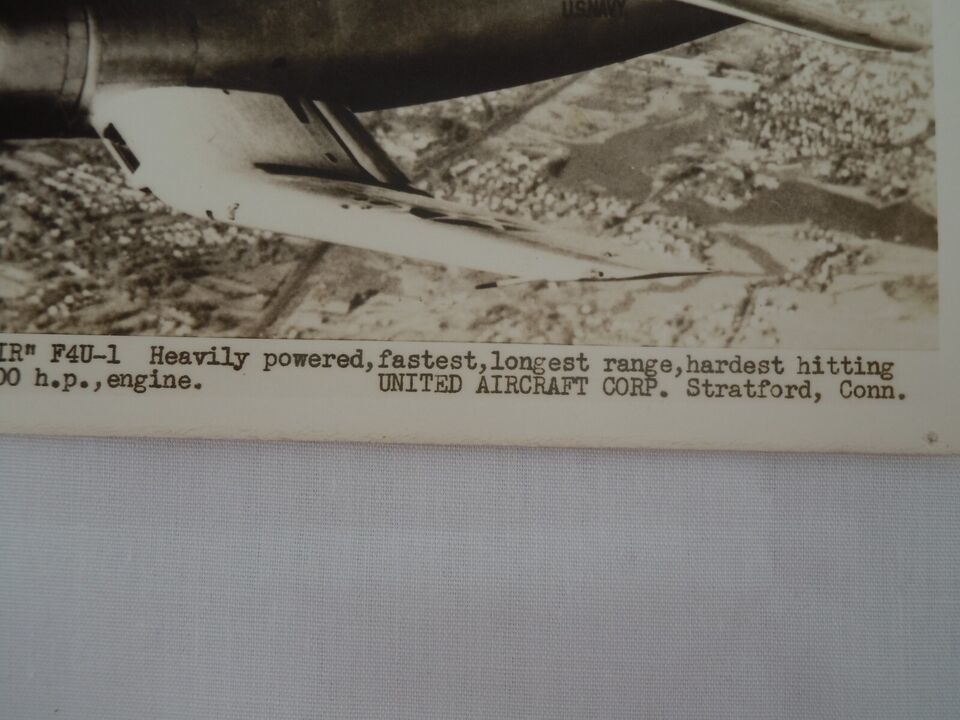 U.S.NAVY
IR" F4U-1 Heavily powered,fastest,longest range,hardest hitting
00 h.p.,engine. UNITED AIRCRAFT CORP. Stratford, Conn.